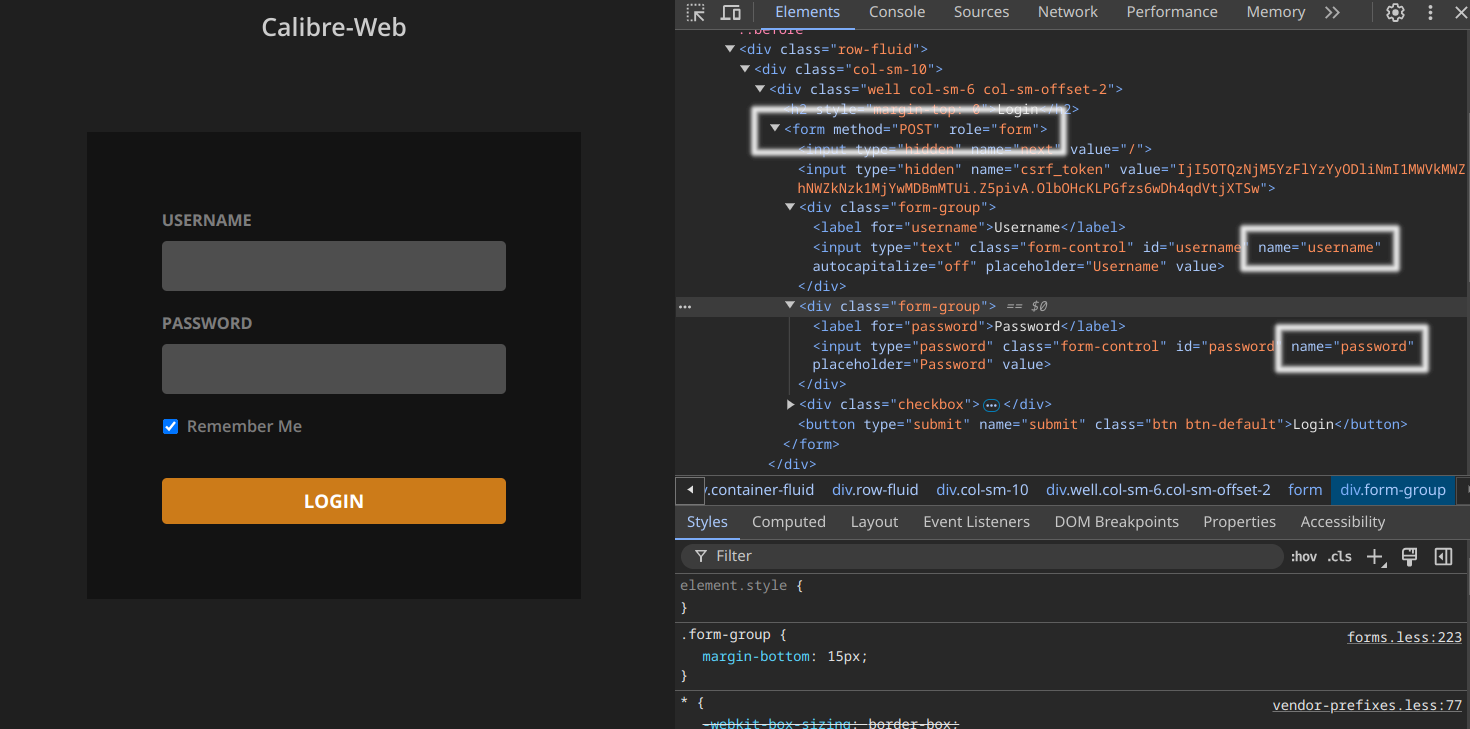 Calibre-Web
USERNAME
PASSWORD
Remember Me
LOGIN
Elements Console Sources Network Performance Memory
::before
<div class="row-fluid">
<div class="col-sm-10">
<div class="well col-sm-6 col-sm-offset-2">
<h2 style="margin-top: 0">Login</h2>
<form method="POST" role="form">
<input type="hidden" name="next" value="/">
<input type="hidden" name="csrf_token" value="IjI5OTQzNjM5YzFlYzYyODliNmI1MWVkMWZ
hNWZkNzk1MjYwMDBmMTUi.Z5pivA.OlbOHcKLPGfzs6wDh4qdVtjXTSw">
<div class="form-group">
<label for="username">Username</label>
<input type="text" class="form-control" id="username" name="username"
autocapitalize="off" placeholder="Username" value>
</div>
<div class="form-group"> == $0
<label for="password">Password</label>
<input type="password" class="form-control" id="password name="password"
placeholder="Password" value>
</div>
<div class="checkbox"> ••• </div>
<button type="submit" name="submit" class="btn btn-default">Login</button>
</form>
</div>
v.container-fluid div.row-fluid div.col-sm-10 div.well.col-sm-6.col-sm-offset-2 form div.form-group
Styles Computed Layout Event Listeners DOM Breakpoints Properties Accessibility
Filter :hov .cls
element.style {
}
.form-group { forms.less:223
margin-bottom: 15px;
}
* { vendor-prefixes.less:77
-webkit-box-sizing: border-box;